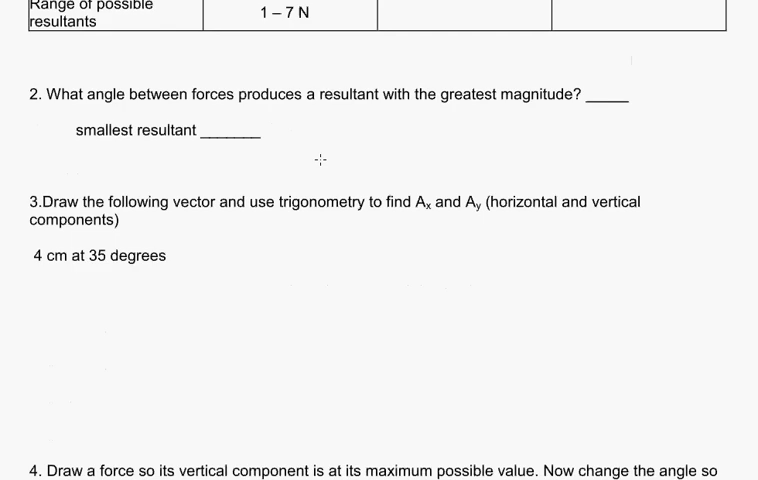 Range of possible
resultants
1 – 7 N
2. What angle between forces produces a resultant with the greatest magnitude? _____
smallest resultant _______
3.Draw the following vector and use trigonometry to find Ax and Ay (horizontal and vertical
components)
4 cm at 35 degrees
4. Draw a force so its vertical component is at its maximum possible value. Now change the angle so